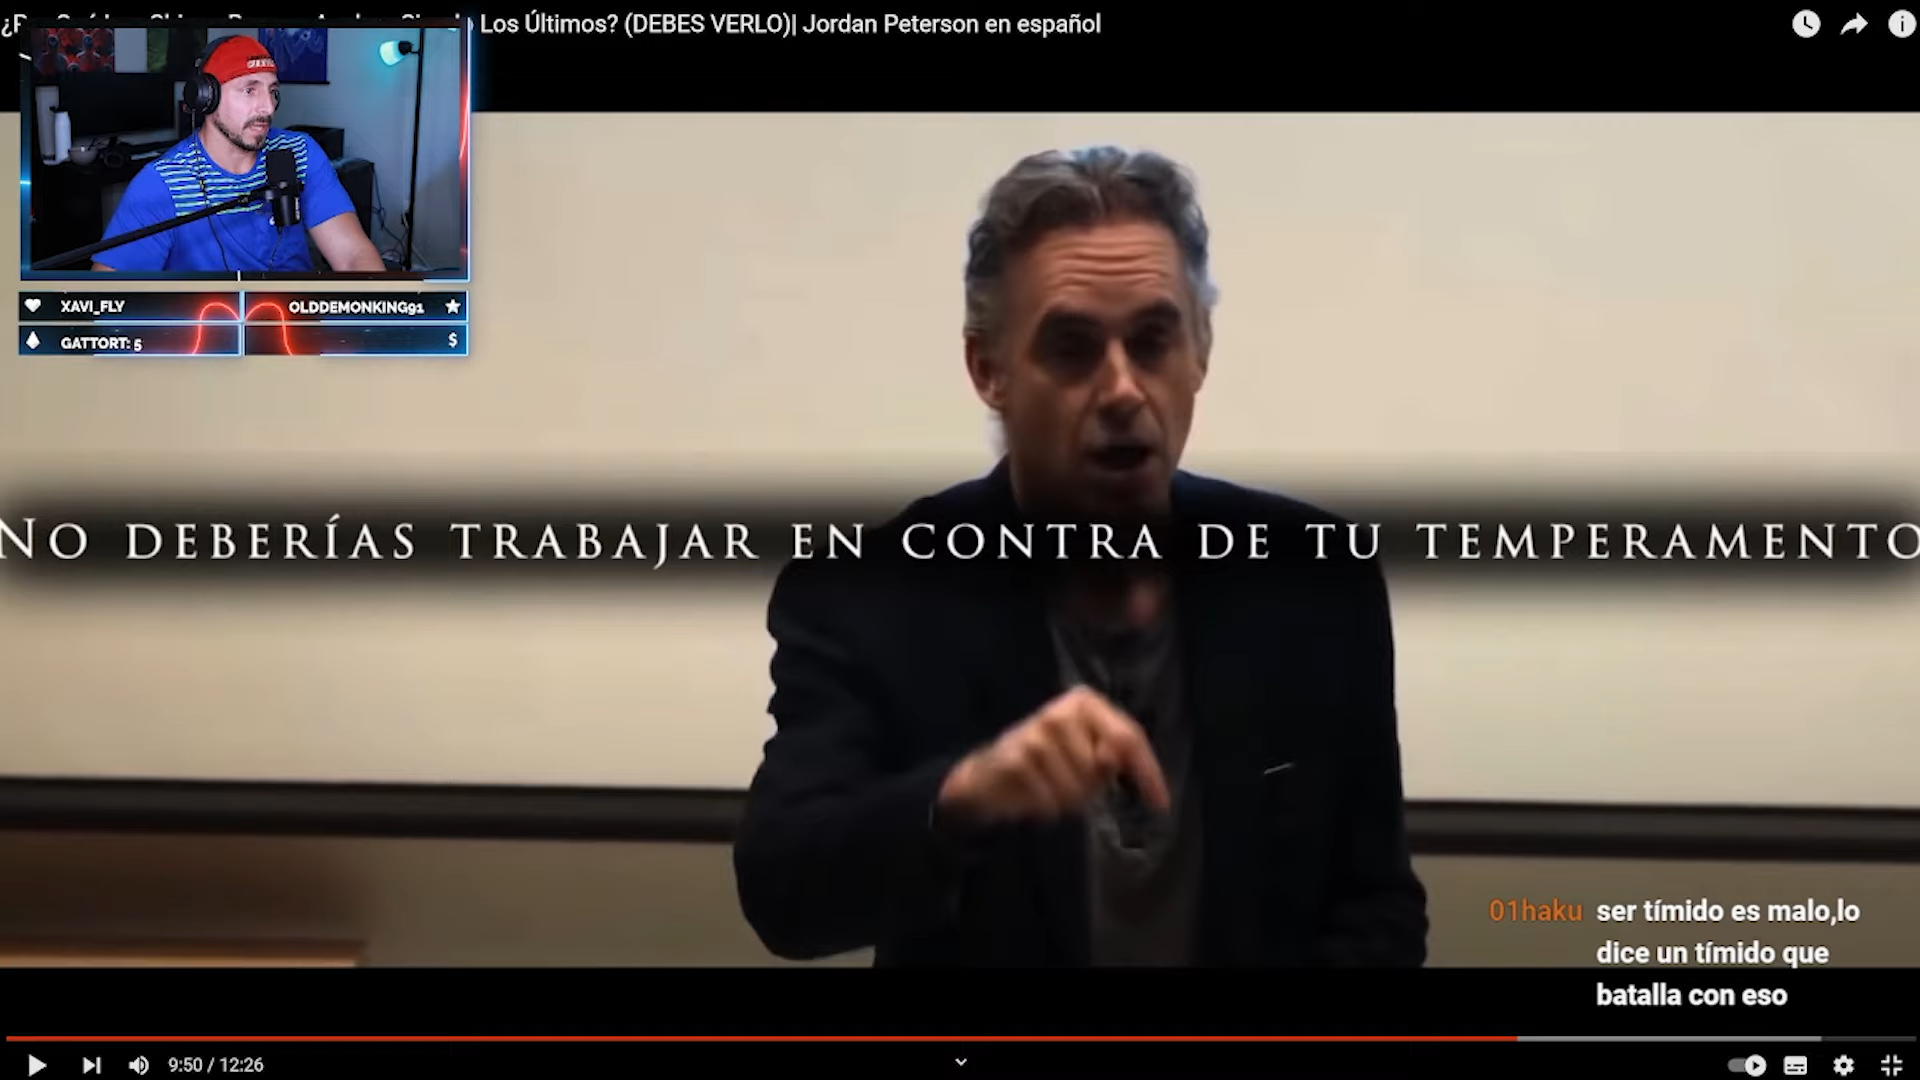 Los Últimos? (DEBES VERLO)| Jordan Peterson en español
XAVI_FLY
OLDDEMONKING91
GATTORT: 5
$
NO DEBERÍAS TRABAJAR EN CONTRA DE TU TEMPERAMENTO
01haku ser tímido es malo,lo
dice un tímido que
batalla con eso
9:50 / 12:26